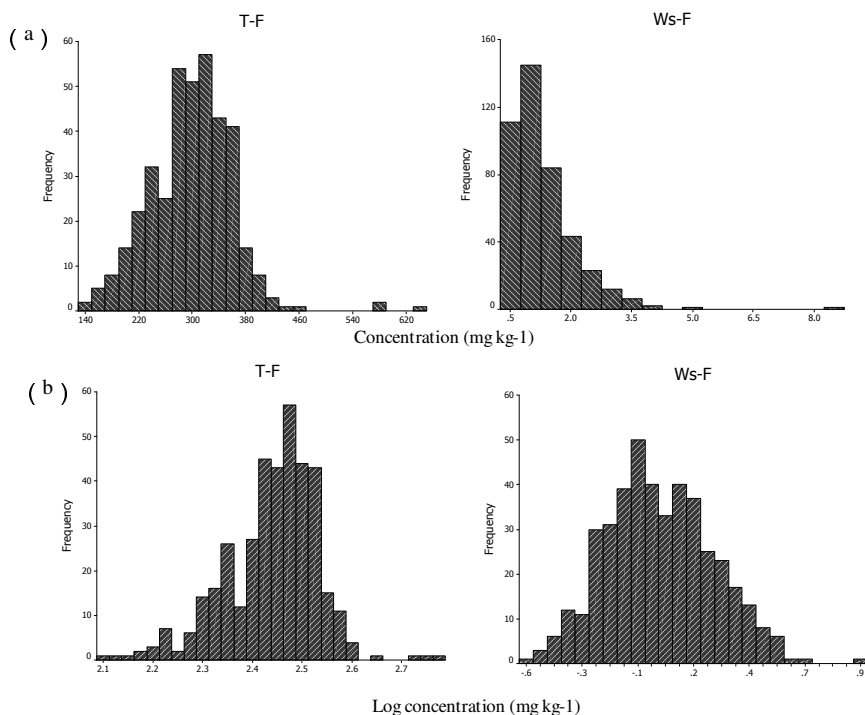 ( a )
T-F
60
50
40
30
20
10
0
Frequency
140 220 300 380 460 540 620
Ws-F
160
120
80
40
0
Frequency
.5 2.0 3.5 5.0 6.5 8.0
Concentration (mg kg-1)
( b )
T-F
60
50
40
30
20
10
0
Frequency
2.1 2.2 2.3 2.4 2.5 2.6 2.7
Ws-F
60
50
40
30
20
10
0
Frequency
-.6 -.3 -.1 .2 .4 .7 .9
Log concentration (mg kg-1)